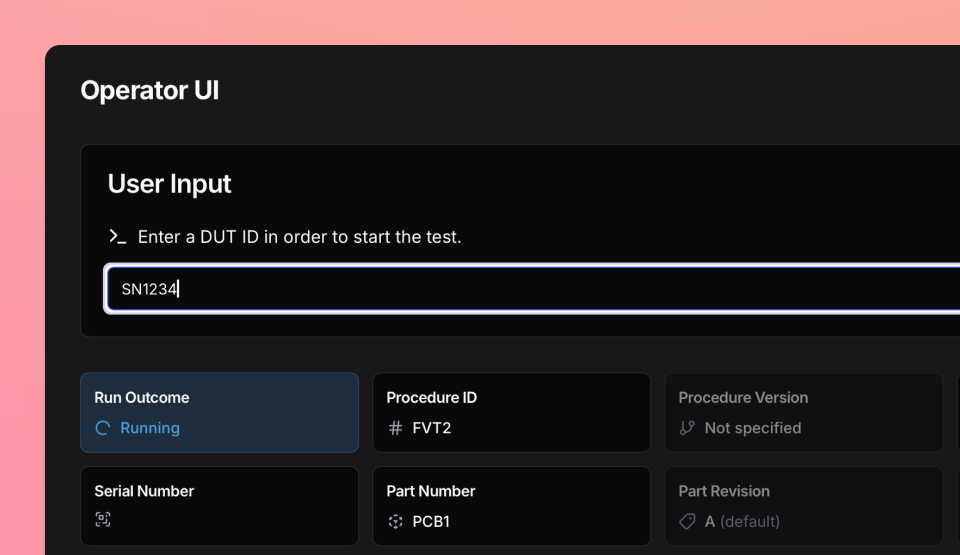 Operator UI
User Input
Enter a DUT ID in order to start the test.
SN1234
Run Outcome
Running
Procedure ID
FVT2
Procedure Version
Not specified
Serial Number
Part Number
PCB1
Part Revision
A (default)